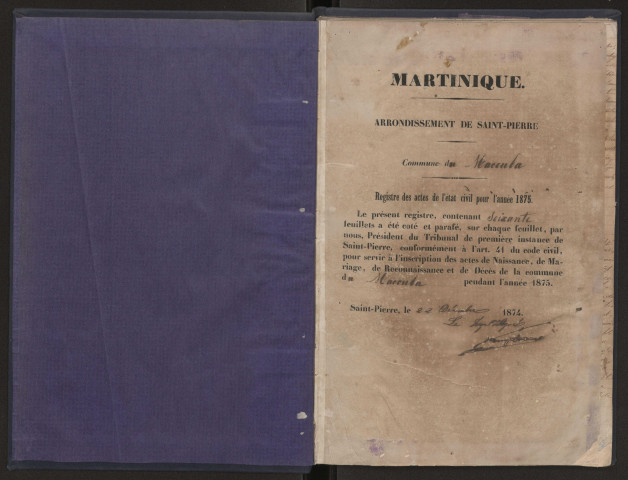 MARTINIQUE.
ARRONDISSEMENT DE SAINT-PIERRE
Commune du Macouba
Registre des actes de l'état civil pour l'année 1875.
Le présent registre, contenant Soixante
feuillets a été coté et parafé, sur chaque feuillet, par
nous, Président du Tribunal de première instance de
Saint-Pierre, conformément à l'art. 41 du code civil,
pour servir à l'inscription des actes de Naissance, de Ma-
riage, de Reconnaissance et de Décès de la commune
du Macouba pendant l'année 1875.
Saint-Pierre, le 22 1874.
Le